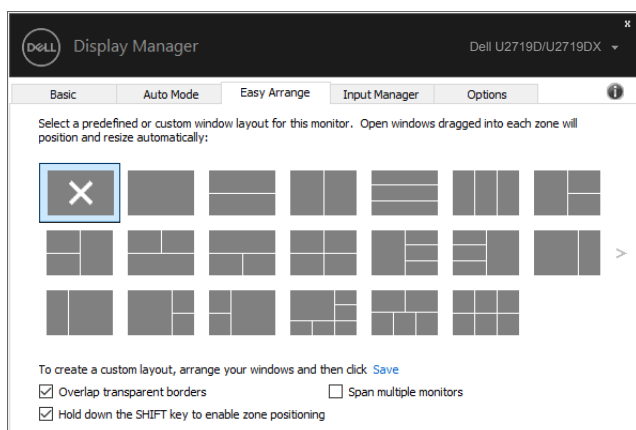 x
DELL Display Manager Dell U2719D/U2719DX
Basic Auto Mode Easy Arrange Input Manager Options
Select a predefined or custom window layout for this monitor. Open windows dragged into each zone will
position and resize automatically:
To create a custom layout, arrange your windows and then click Save
Overlap transparent borders Span multiple monitors
Hold down the SHIFT key to enable zone positioning